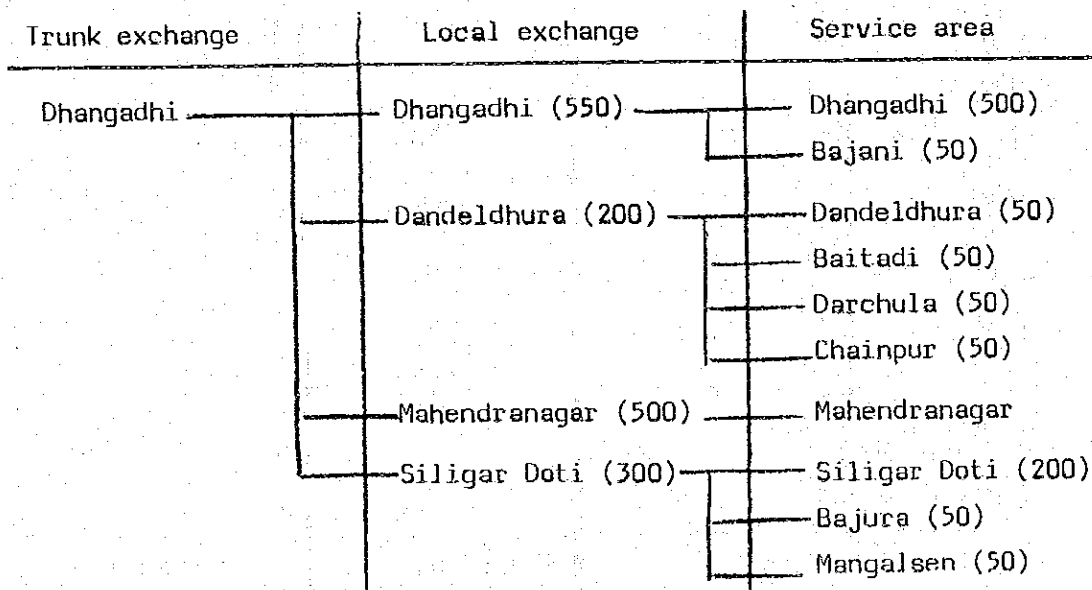 Trunk exchange Local exchange Service area
Dhangadhi Dhangadhi (550) Dhangadhi (500)
Bajani (50)
Dandeldhura (200) Dandeldhura (50)
Baitadi (50)
Darchula (50)
Chainpur (50)
Mahendranagar (500) Mahendranagar
Siligar Doti (300) Siligar Doti (200)
Bajura (50)
Mangalsen (50)